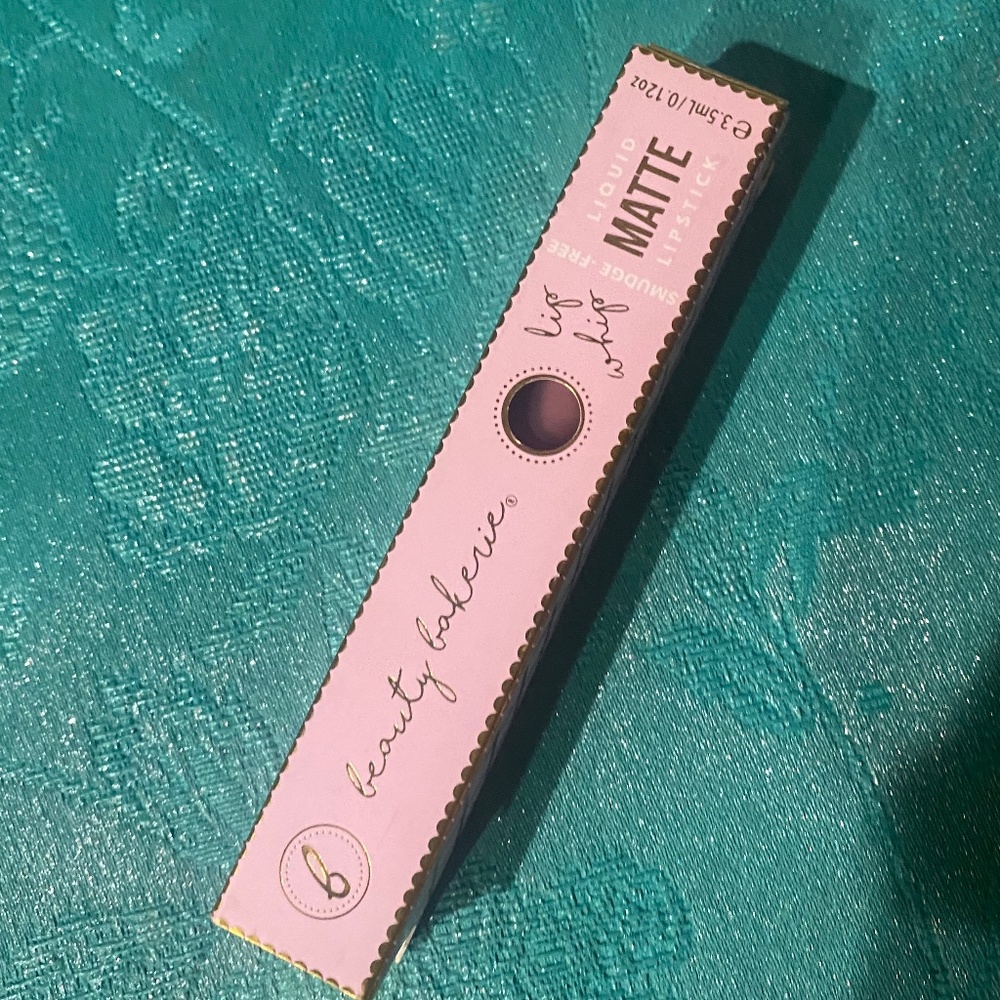 b
beauty bakerie®
lip
whip
SMUDGE-FREE
LIQUID
MATTE
LIPSTICK
℮3.5mL/0.12oz